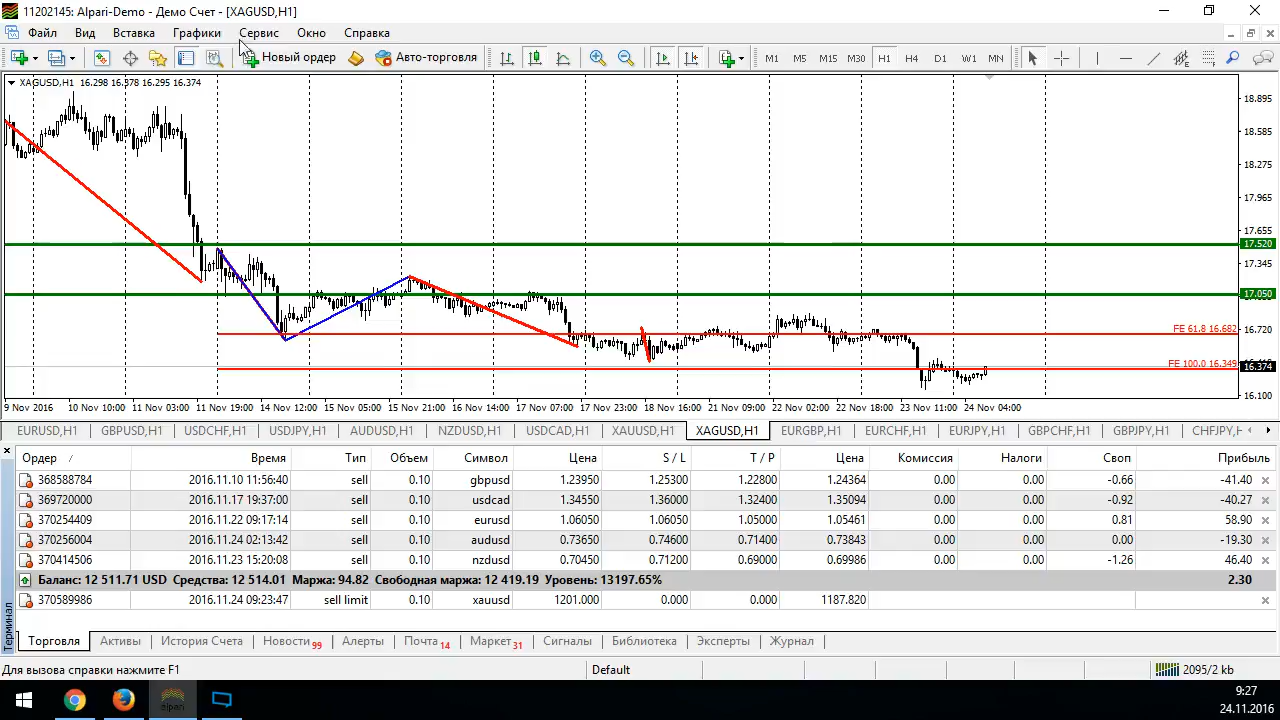 11202145: Alpari-Demo - Демо Счет - [XAGUSD,H1]
Файл Вид Вставка Графики Сервис Окно Справка
Новый ордер Авто-торговля M1 M5 M15 M30 H1 H4 D1 W1 MN
XAGUSD,H1 16.298 16.378 16.295 16.374
18.895
18.585
18.275
17.965
17.655
17.520
17.345
17.050
16.720
FE 61.8 16.682
FE 100.0 16.349
16.374
16.100
9 Nov 2016 10 Nov 10:00 11 Nov 03:00 11 Nov 19:00 14 Nov 12:00 15 Nov 05:00 15 Nov 21:00 16 Nov 14:00 17 Nov 07:00 17 Nov 23:00 18 Nov 16:00 21 Nov 09:00 22 Nov 02:00 22 Nov 18:00 23 Nov 11:00 24 Nov 04:00
EURUSD,H1 GBPUSD,H1 USDCHF,H1 USDJPY,H1 AUDUSD,H1 NZDUSD,H1 USDCAD,H1 XAUUSD,H1 XAGUSD,H1 EURGBP,H1 EURCHF,H1 EURJPY,H1 GBPCHF,H1 GBPJPY,H1 CHFJPY,H
Ордер / Время Тип Объем Символ Цена S / L T / P Цена Комиссия Налоги Своп Прибыль
368588784 2016.11.10 11:56:40 sell 0.10 gbpusd 1.23950 1.25300 1.22800 1.24364 0.00 0.00 -0.66 -41.40
369720000 2016.11.17 19:37:00 sell 0.10 usdcad 1.34550 1.36000 1.32400 1.35094 0.00 0.00 -0.92 -40.27
370254409 2016.11.22 09:17:14 sell 0.10 eurusd 1.06050 1.06050 1.05000 1.05461 0.00 0.00 0.81 58.90
370256004 2016.11.24 02:13:42 sell 0.10 audusd 0.73650 0.74600 0.71400 0.73843 0.00 0.00 0.00 -19.30
370414506 2016.11.23 15:20:08 sell 0.10 nzdusd 0.70450 0.71200 0.69000 0.69986 0.00 0.00 -1.26 46.40
Баланс: 12 511.71 USD Средства: 12 514.01 Маржа: 94.82 Свободная маржа: 12 419.19 Уровень: 13197.65% 2.30
370589986 2016.11.24 09:23:47 sell limit 0.10 xauusd 1201.000 0.000 0.000 1187.820
Терминал
Торговля Активы История Счета Новости 99 Алерты Почта 14 Маркет 31 Сигналы Библиотека Эксперты Журнал
Для вызова справки нажмите F1 Default 2095/2 kb
alpari
9:27
24.11.2016